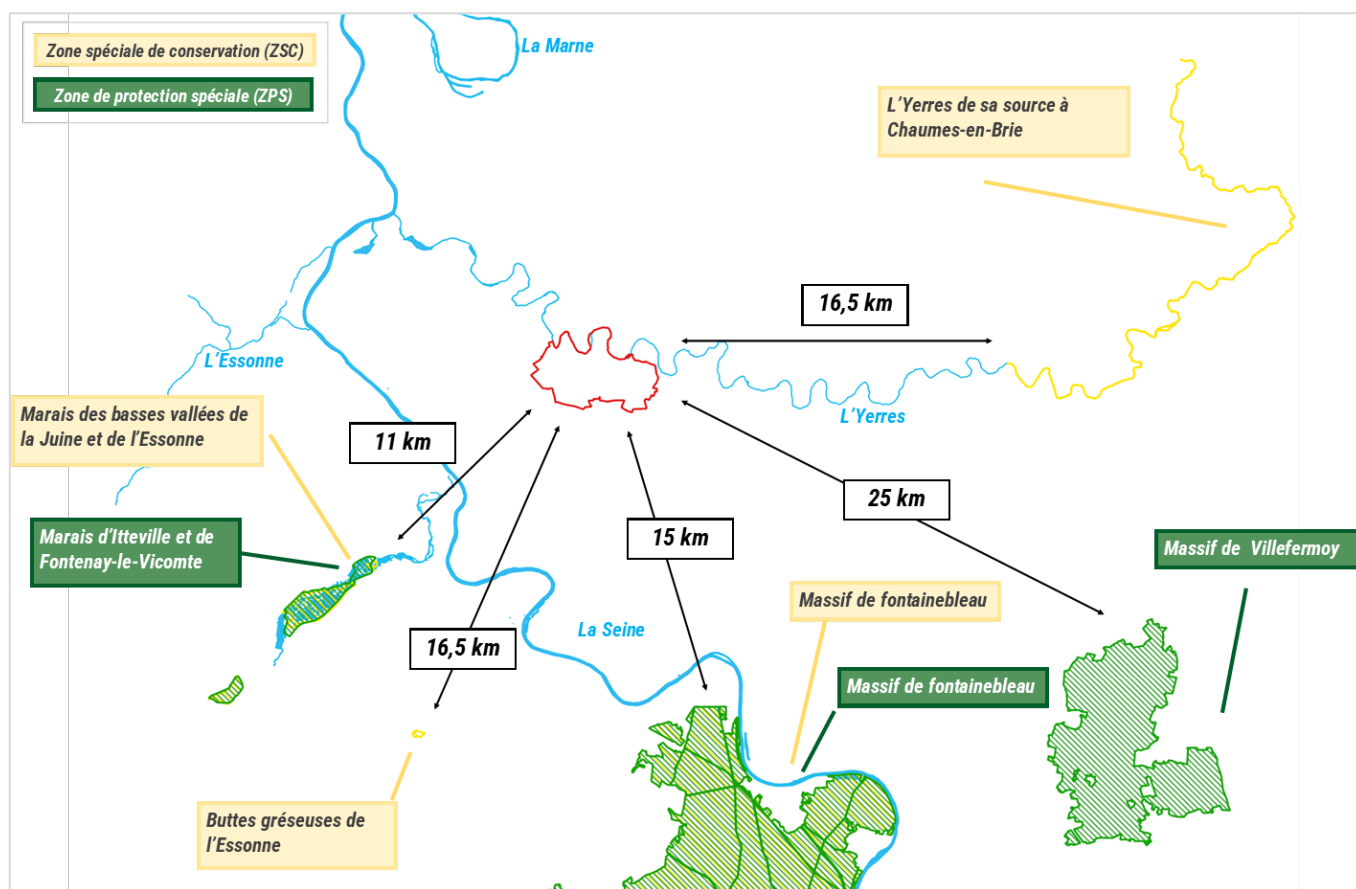 Zone spéciale de conservation (ZSC)
Zone de protection spéciale (ZPS)
La Marne
L'Yerres de sa source à
Chaumes-en-Brie
16,5 km
L'Essonne
L'Yerres
Marais des basses vallées de
la Juine et de l'Essonne
11 km
25 km
15 km
Marais d'Itteville et de
Fontenay-le-Vicomte
Massif de Villefermoy
Massif de fontainebleau
La Seine
16,5 km
Massif de fontainebleau
Buttes gréseuses de
l'Essonne